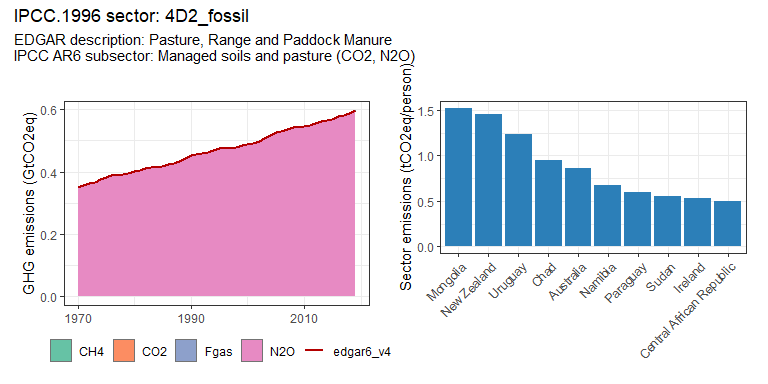 IPCC.1996 sector: 4D2_fossil
EDGAR description: Pasture, Range and Paddock Manure
IPCC AR6 subsector: Managed soils and pasture (CO2, N2O)
GHG emissions (GtCO2eq)
0.6
0.4
0.2
0.0
1970
1990
2010
CH4
CO2
Fgas
N2O
edgar6_v4
Sector emissions (tCO2eq/person)
1.5
1.0
0.5
0.0
Mongolia
New Zealand
Uruguay
Chad
Australia
Namibia
Paraguay
Sudan
Ireland
Central African Republic